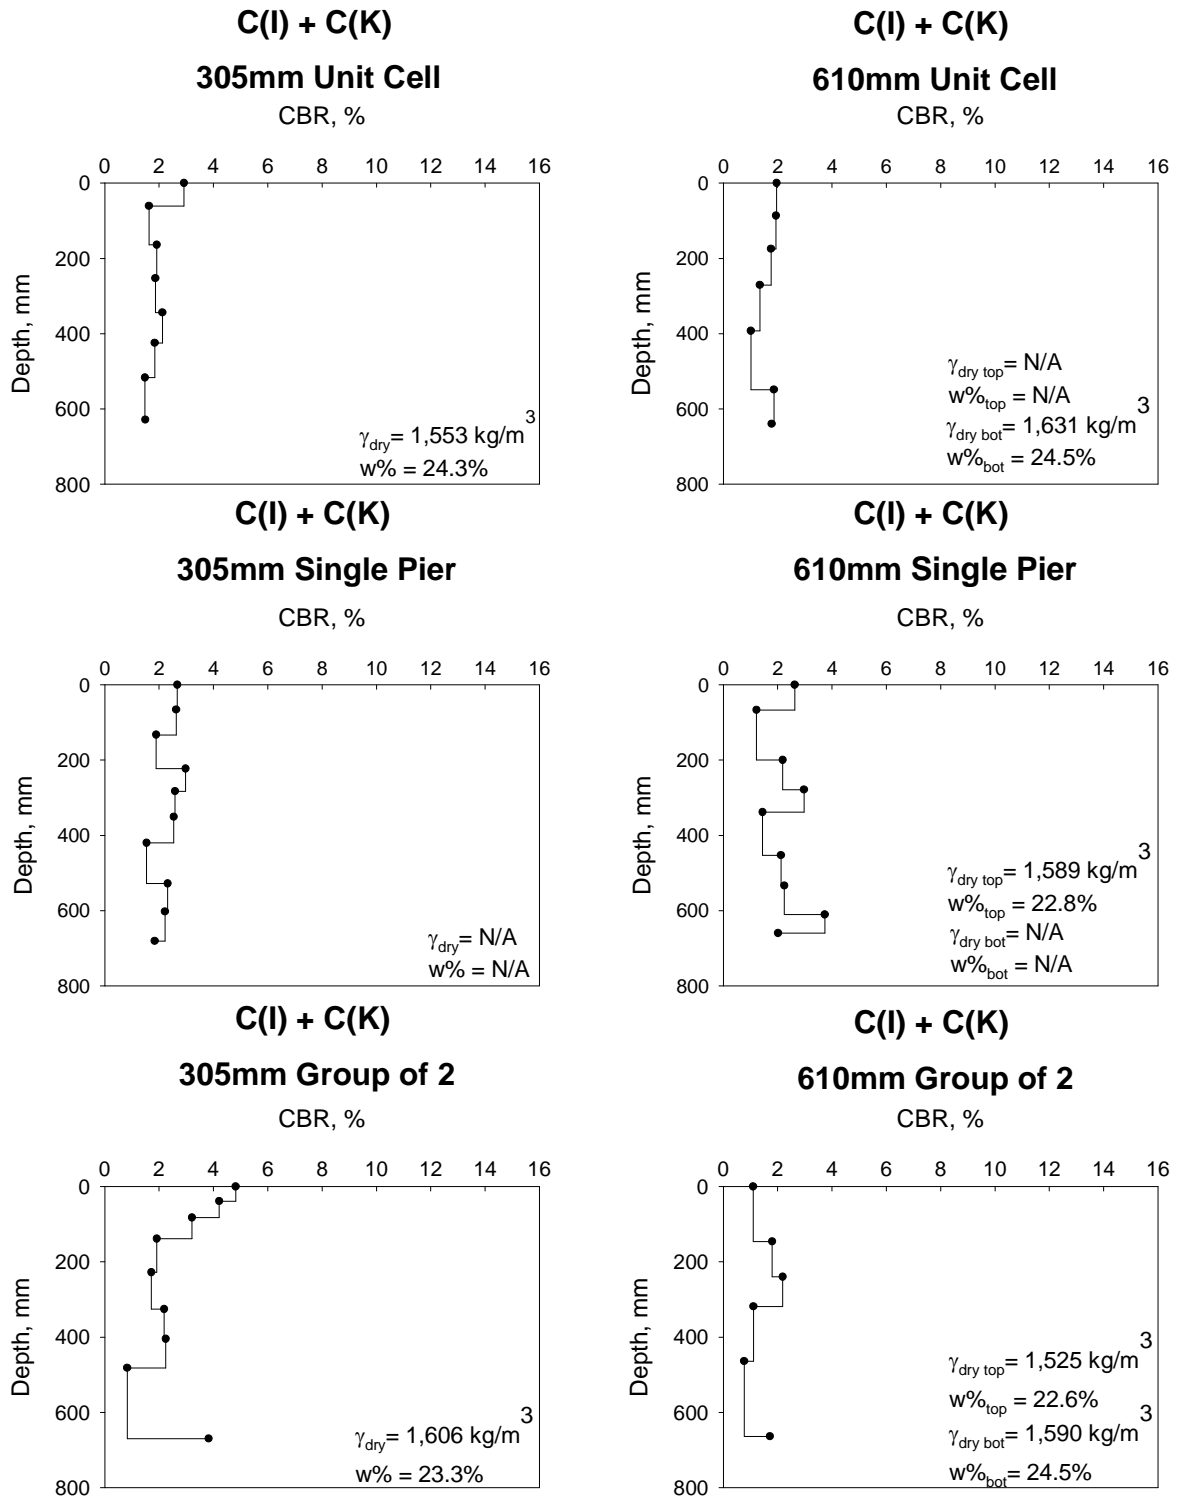 C(I) + C(K)
305mm Unit Cell
CBR, %
0 2 4 6 8 10 12 14 16
0
200
400
600
800
Depth, mm
γdry= 1,553 kg/m3
w% = 24.3%
C(I) + C(K)
610mm Unit Cell
CBR, %
0 2 4 6 8 10 12 14 16
0
200
400
600
800
Depth, mm
γdry top= N/A
w%top = N/A
γdry bot= 1,631 kg/m3
w%bot = 24.5%
C(I) + C(K)
305mm Single Pier
CBR, %
0 2 4 6 8 10 12 14 16
0
200
400
600
800
Depth, mm
γdry= N/A
w% = N/A
C(I) + C(K)
610mm Single Pier
CBR, %
0 2 4 6 8 10 12 14 16
0
200
400
600
800
Depth, mm
γdry top= 1,589 kg/m3
w%top = 22.8%
γdry bot= N/A
w%bot = N/A
C(I) + C(K)
305mm Group of 2
CBR, %
0 2 4 6 8 10 12 14 16
0
200
400
600
800
Depth, mm
γdry= 1,606 kg/m3
w% = 23.3%
C(I) + C(K)
610mm Group of 2
CBR, %
0 2 4 6 8 10 12 14 16
0
200
400
600
800
Depth, mm
γdry top= 1,525 kg/m3
w%top = 22.6%
γdry bot= 1,590 kg/m3
w%bot= 24.5%